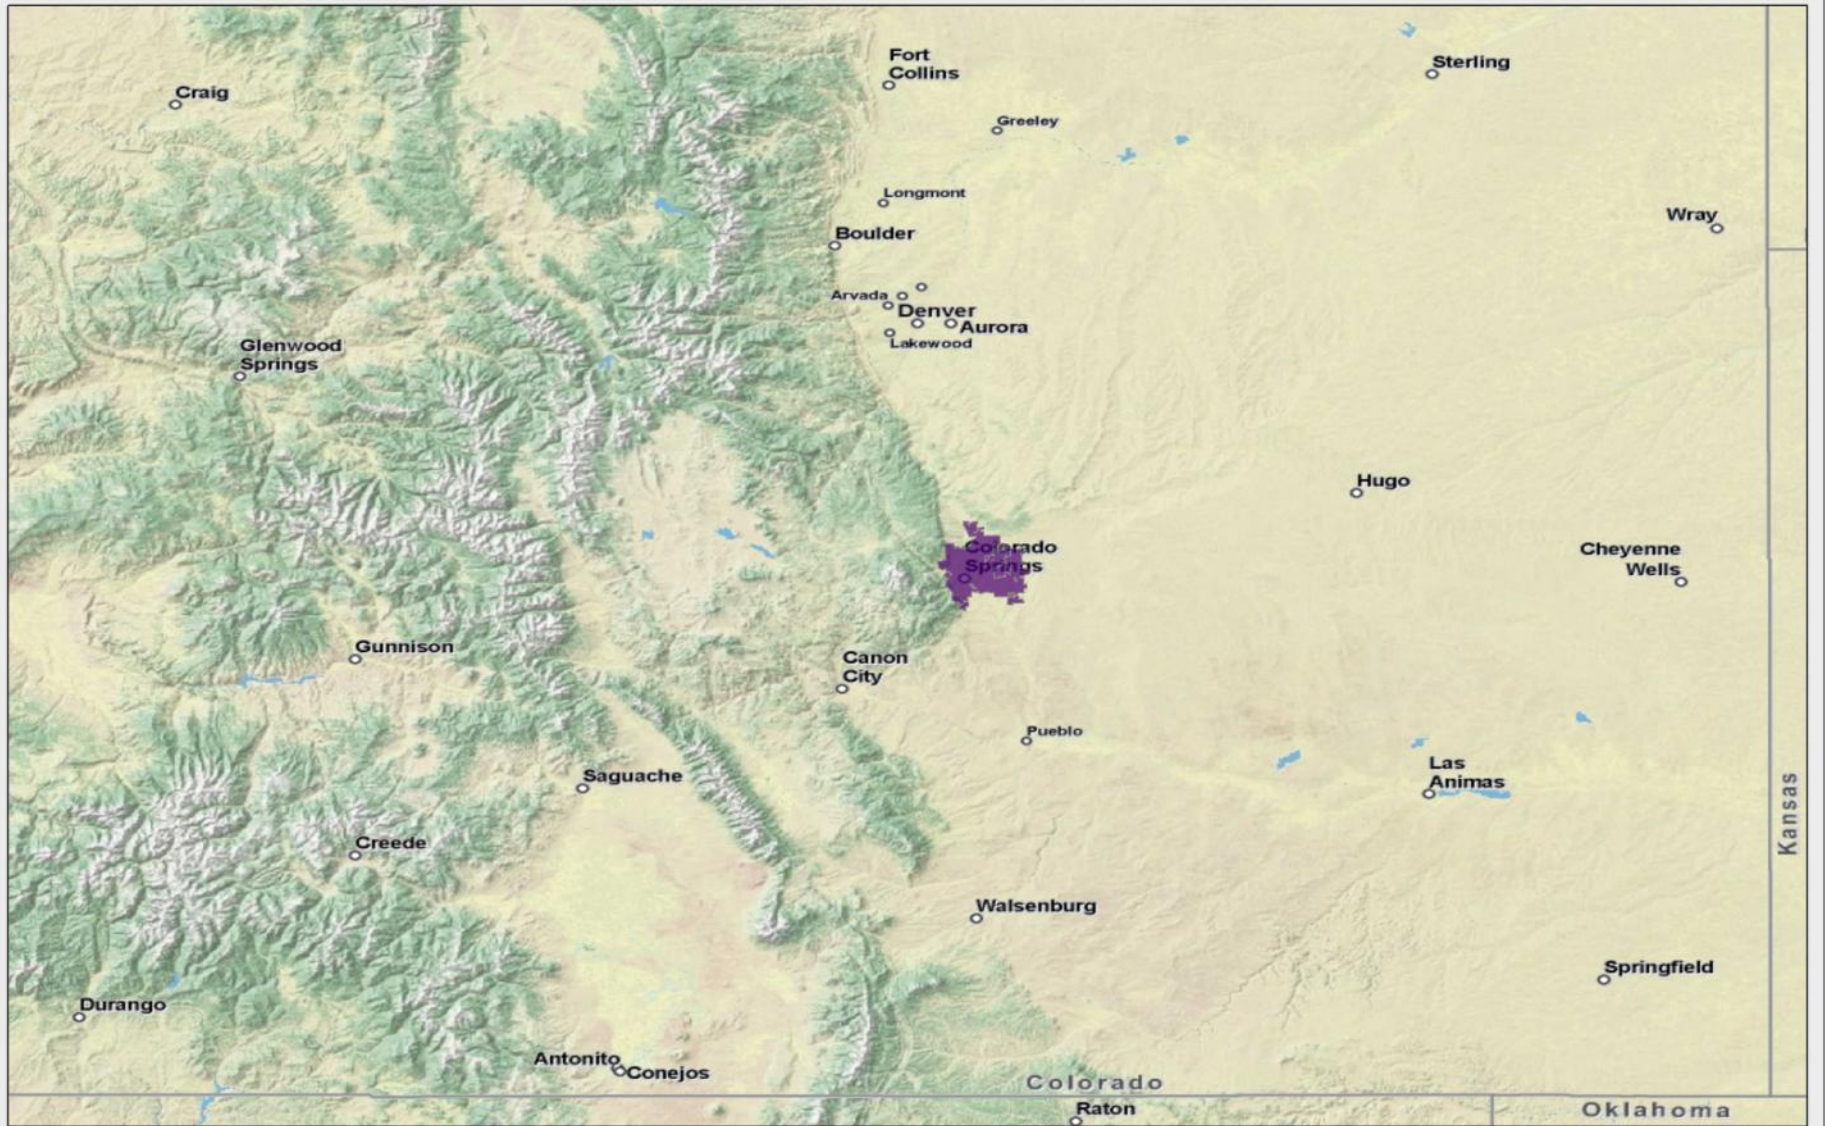 Fort
Collins
Sterling
Craig
Greeley
Longmont
Wray
Boulder
Arvada
Denver
Aurora
Lakewood
Glenwood
Springs
Hugo
Colorado
Springs
Cheyenne
Wells
Gunnison
Canon
City
Pueblo
Las
Animas
Saguache
Kansas
Creede
Walsenburg
Springfield
Durango
Antonito
Conejos
Colorado
Raton
Oklahoma